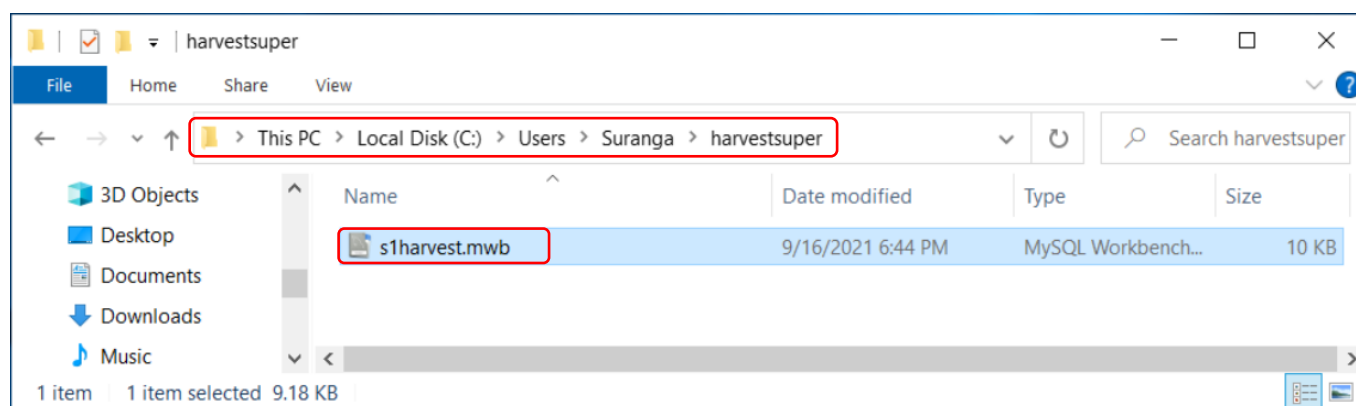 harvestsuper
File Home Share View
?
This PC > Local Disk (C:) > Users > Suranga > harvestsuper
Search harvestsuper
3D Objects
Desktop
Documents
Downloads
Music
Name Date modified Type Size
s1harvest.mwb 9/16/2021 6:44 PM MySQL Workbench... 10 KB
1 item 1 item selected 9.18 KB